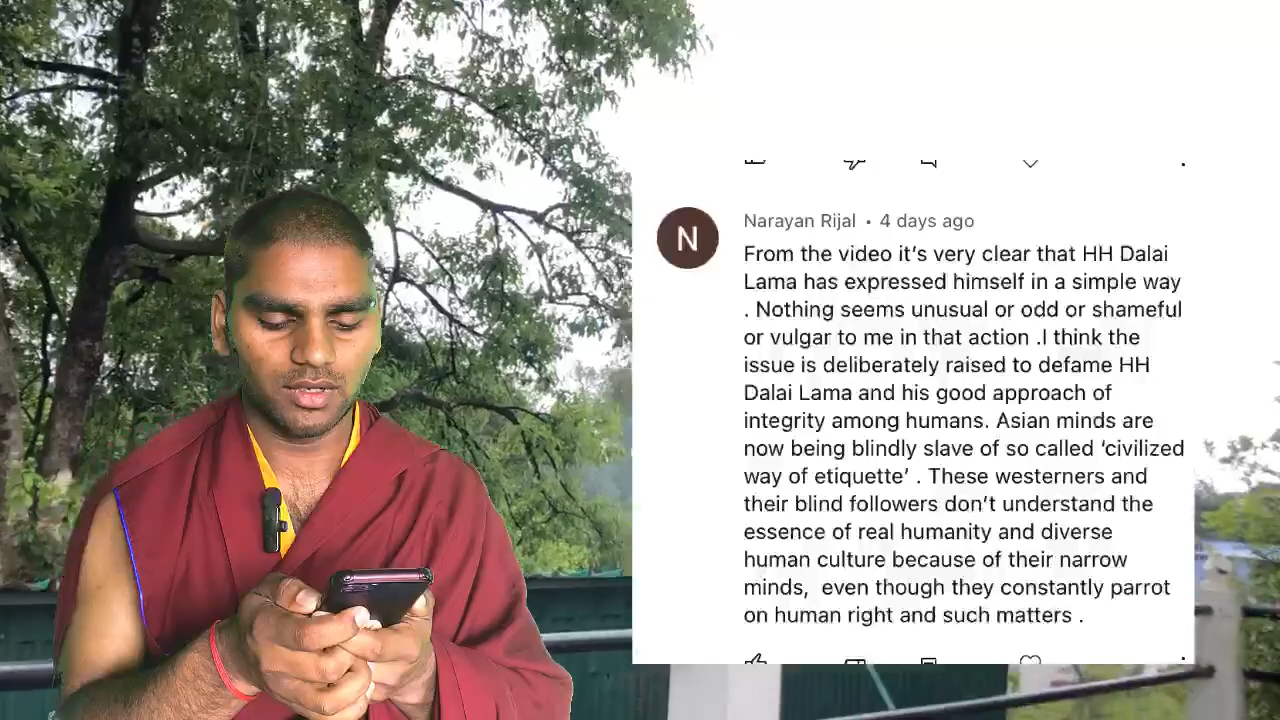 N
Narayan Rijal • 4 days ago
From the video it’s very clear that HH Dalai
Lama has expressed himself in a simple way
. Nothing seems unusual or odd or shameful
or vulgar to me in that action .I think the
issue is deliberately raised to defame HH
Dalai Lama and his good approach of
integrity among humans. Asian minds are
now being blindly slave of so called ‘civilized
way of etiquette’ . These westerners and
their blind followers don’t understand the
essence of real humanity and diverse
human culture because of their narrow
minds,  even though they constantly parrot
on human right and such matters .